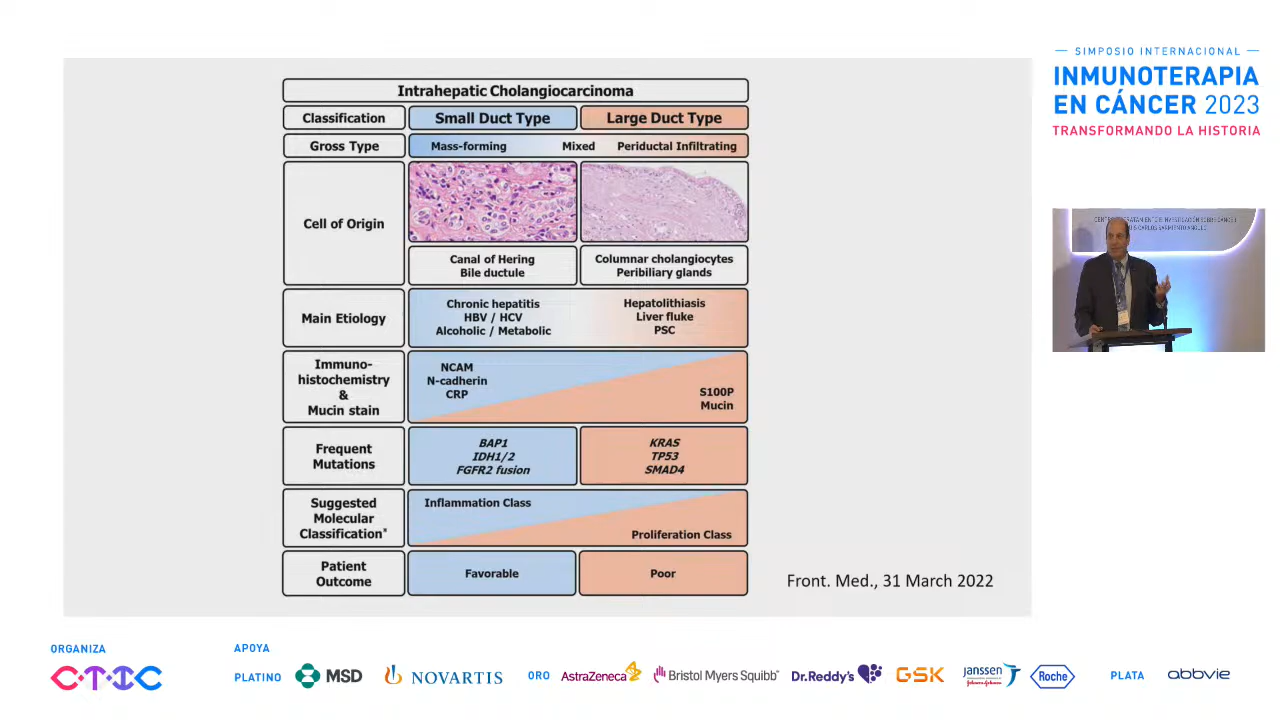 SIMPOSIO INTERNACIONAL
INMUNOTERAPIA
EN CÁNCER 2023
TRANSFORMANDO LA HISTORIA
Intrahepatic Cholangiocarcinoma
Classification Small Duct Type Large Duct Type
Gross Type Mass-forming Mixed Periductal Infiltrating
Cell of Origin
Canal of Hering
Bile ductule
Columnar cholangiocytes
Peribiliary glands
Main Etiology
Chronic hepatitis
HBV / HCV
Alcoholic / Metabolic
Hepatolithiasis
Liver fluke
PSC
Immuno-
histochemistry
&
Mucin stain
NCAM
N-cadherin
CRP
S100P
Mucin
Frequent
Mutations
BAP1
IDH1/2
FGFR2 fusion
KRAS
TP53
SMAD4
Suggested
Molecular
Classification*
Inflammation Class
Proliferation Class
Patient
Outcome
Favorable
Poor
Front. Med., 31 March 2022
ORGANIZA
CTIC
APOYA
PLATINO
MSD
NOVARTIS
ORO
AstraZeneca
Bristol Myers Squibb
Dr.Reddy's
GSK
Janssen
Johnson&Johnson
Roche
PLATA
abbvie